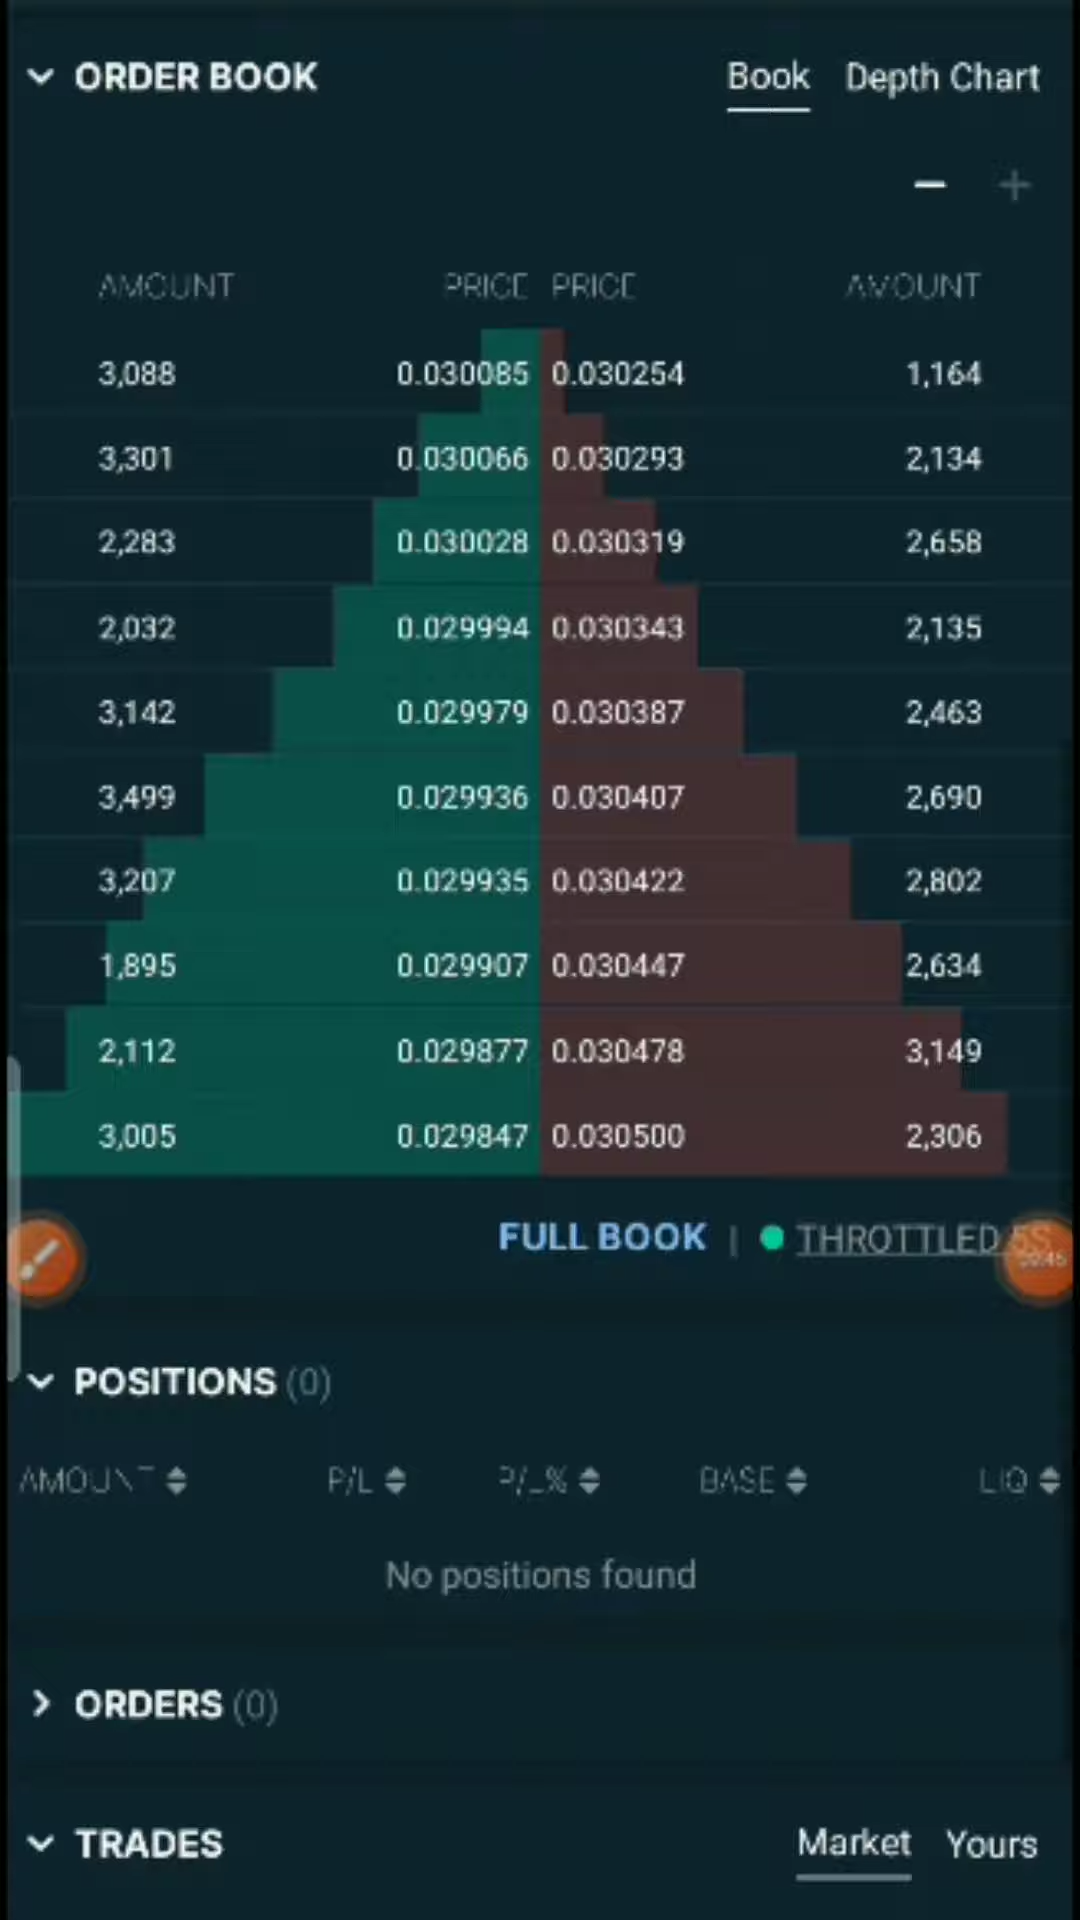 ORDER BOOK Book Depth Chart
AMOUNT PRICE PRICE AMOUNT
3,088 0.030085 0.030254 1,164
3,301 0.030066 0.030293 2,134
2,283 0.030028 0.030319 2,658
2,032 0.029994 0.030343 2,135
3,142 0.029979 0.030387 2,463
3,499 0.029936 0.030407 2,690
3,207 0.029935 0.030422 2,802
1,895 0.029907 0.030447 2,634
2,112 0.029877 0.030478 3,149
3,005 0.029847 0.030500 2,306
FULL BOOK | THROTTLED 5S
POSITIONS (0)
AMOUNT P/L P/L% BASE LIQ
No positions found
ORDERS (0)
TRADES Market Yours